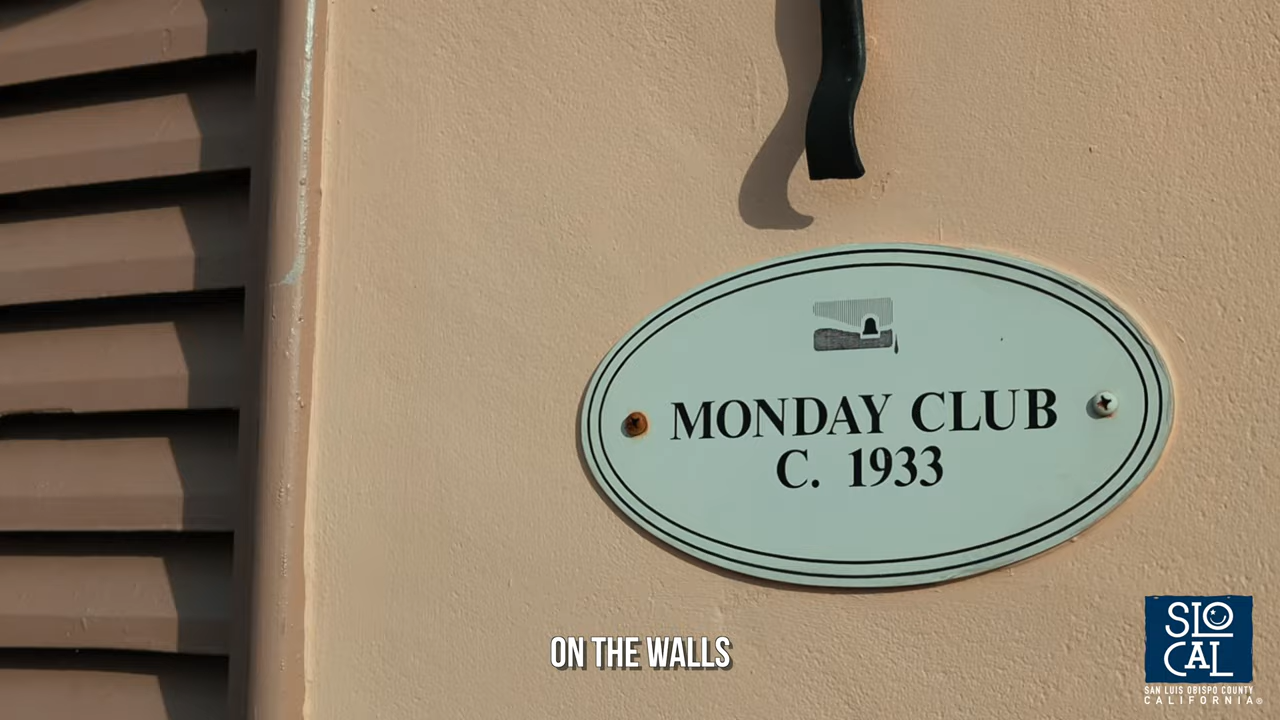 MONDAY CLUB
C. 1933
ON THE WALLS
SLO
CAL
SAN LUIS OBISPO COUNTY
CALIFORNIA®